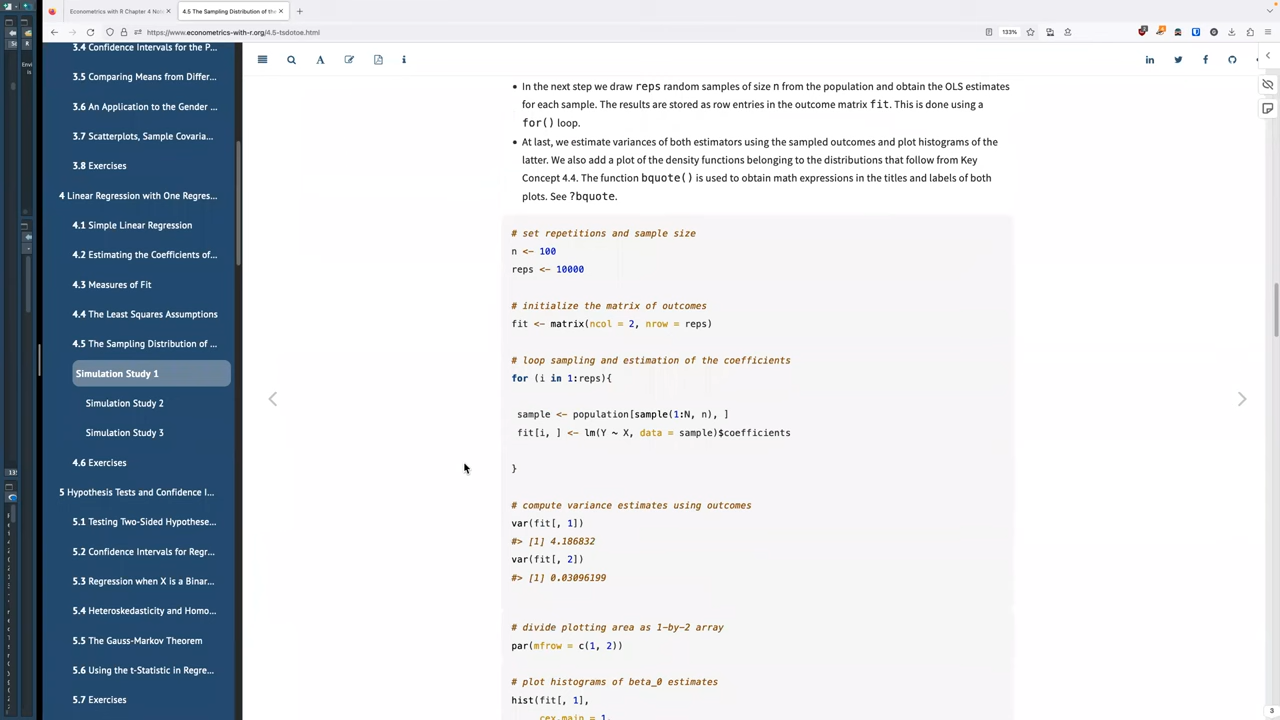 Econometrics with R Chapter 4 Not
4.5 The Sampling Distribution of the
https://www.econometrics-with-r.org/4.5-tsdotoe.html
133%
Envi
3.4 Confidence Intervals for the P...
3.5 Comparing Means from Differ...
3.6 An Application to the Gender ...
3.7 Scatterplots, Sample Covaria...
3.8 Exercises
4 Linear Regression with One Regres...
4.1 Simple Linear Regression
4.2 Estimating the Coefficients of...
4.3 Measures of Fit
4.4 The Least Squares Assumptions
4.5 The Sampling Distribution of ...
Simulation Study 1
Simulation Study 2
Simulation Study 3
4.6 Exercises
5 Hypothesis Tests and Confidence I...
5.1 Testing Two-Sided Hypothese...
5.2 Confidence Intervals for Regr...
5.3 Regression when X is a Binar...
5.4 Heteroskedasticity and Homo...
5.5 The Gauss-Markov Theorem
5.6 Using the t-Statistic in Regre...
5.7 Exercises
• In the next step we draw reps random samples of size n from the population and obtain the OLS estimates
for each sample. The results are stored as row entries in the outcome matrix fit. This is done using a
for() loop.
• At last, we estimate variances of both estimators using the sampled outcomes and plot histograms of the
latter. We also add a plot of the density functions belonging to the distributions that follow from Key
Concept 4.4. The function bquote() is used to obtain math expressions in the titles and labels of both
plots. See ?bquote.
# set repetitions and sample size
n <- 100
reps <- 10000
# initialize the matrix of outcomes
fit <- matrix(ncol = 2, nrow = reps)
# loop sampling and estimation of the coefficients
for (i in 1:reps){
sample <- population[sample(1:N, n), ]
fit[i, ] <- lm(Y ~ X, data = sample)$coefficients
}
# compute variance estimates using outcomes
var(fit[, 1])
#> [1] 4.186832
var(fit[, 2])
#> [1] 0.03096199
# divide plotting area as 1-by-2 array
par(mfrow = c(1, 2))
# plot histograms of beta_0 estimates
hist(fit[, 1],
cex.main = 1,
3